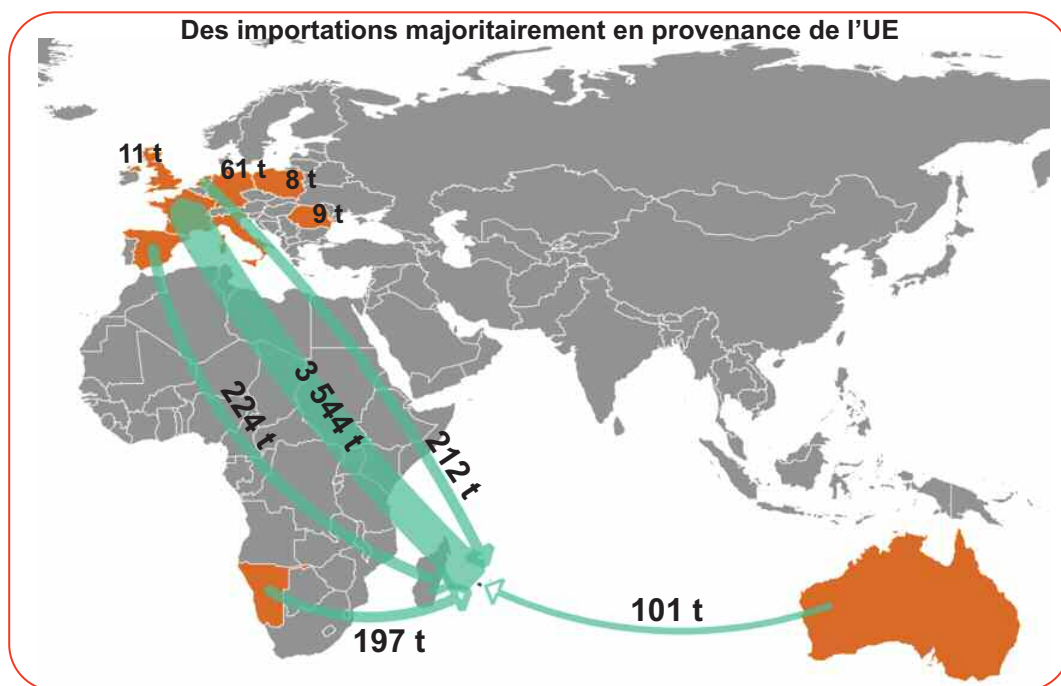 Des importations majoritairement en provenance de l’UE
11 t
61 t
8 t
9 t
3 544 t
224 t
212 t
101 t
197 t